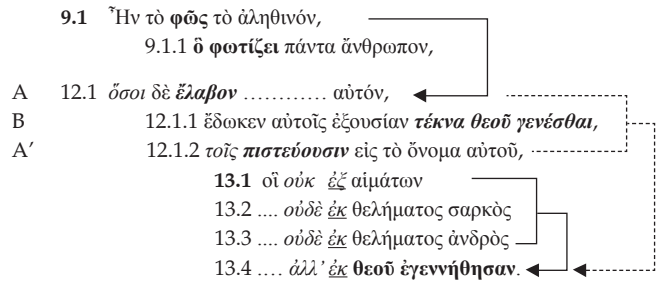 9.1 Ἦν τὸ φῶς τὸ ἀληθινόν,
9.1.1 ὃ φωτίζει πάντα ἄνθρωπον,
A 12.1 ὅσοι δὲ ἔλαβον ………… αὐτόν,
B 12.1.1 ἔδωκεν αὐτοῖς ἐξουσίαν τέκνα θεοῦ γενέσθαι,
A′ 12.1.2 τοῖς πιστεύουσιν εἰς τὸ ὄνομα αὐτοῦ,
13.1 οἳ οὐκ ἐξ αἱμάτων
13.2 .... οὐδὲ ἐκ θελήματος σαρκὸς
13.3 .... οὐδὲ ἐκ θελήματος ἀνδρὸς
13.4 .… ἀλλ’ ἐκ θεοῦ ἐγεννήθησαν.